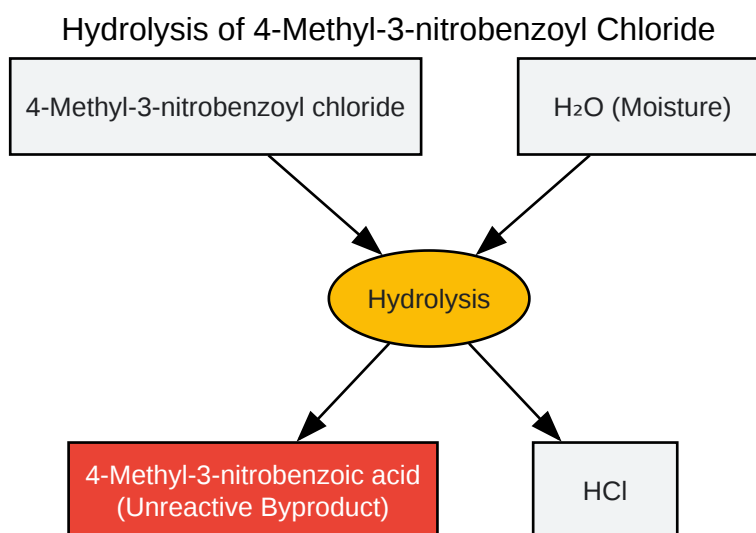 Hydrolysis of 4-Methyl-3-nitrobenzoyl Chloride
4-Methyl-3-nitrobenzoyl chloride
H₂O (Moisture)
Hydrolysis
4-Methyl-3-nitrobenzoic acid
(Unreactive Byproduct)
HCl